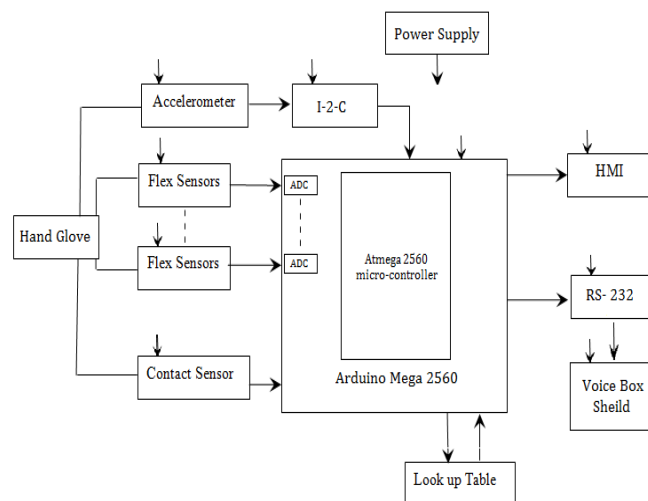 Power Supply
Accelerometer
I-2-C
Flex Sensors
ADC
HMI
Hand Glove
Flex Sensors
ADC
Atmega 2560
micro-controller
RS- 232
Contact Sensor
Arduino Mega 2560
Voice Box
Sheild
Look up Table